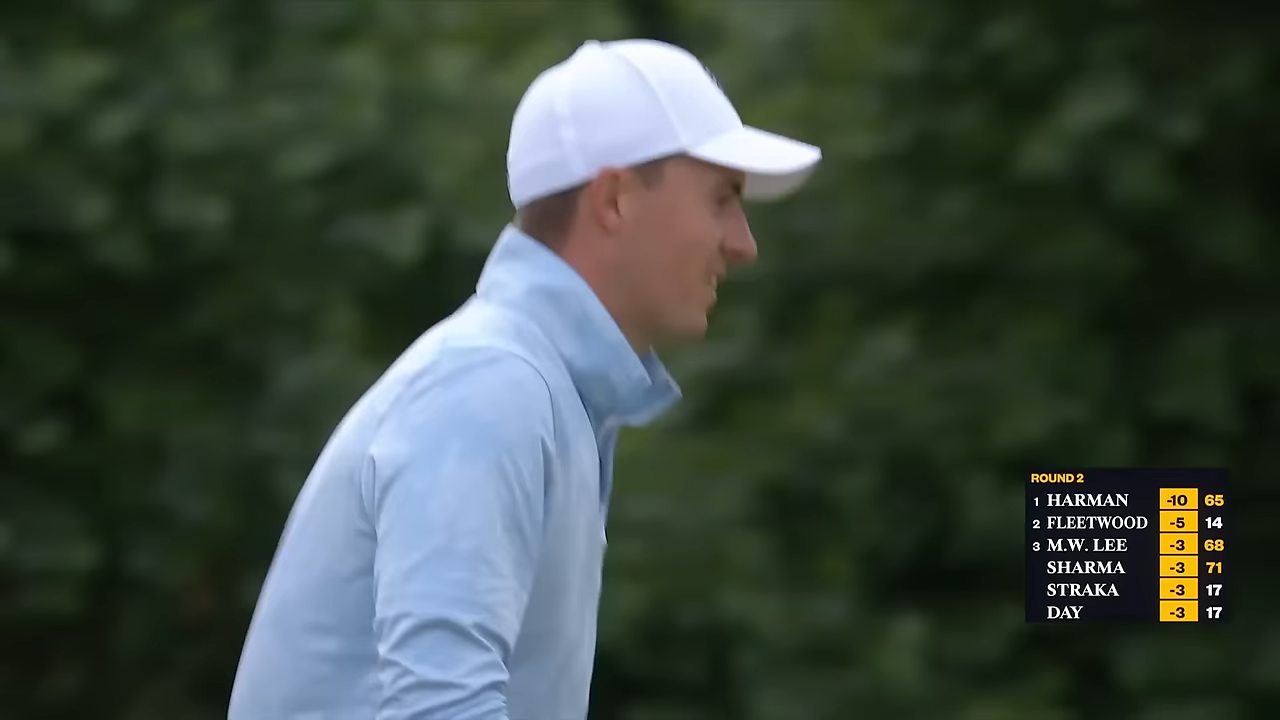 ROUND 2
1 HARMAN -10 65
2 FLEETWOOD -5 14
3 M.W. LEE -3 68
SHARMA -3 71
STRAKA -3 17
DAY -3 17